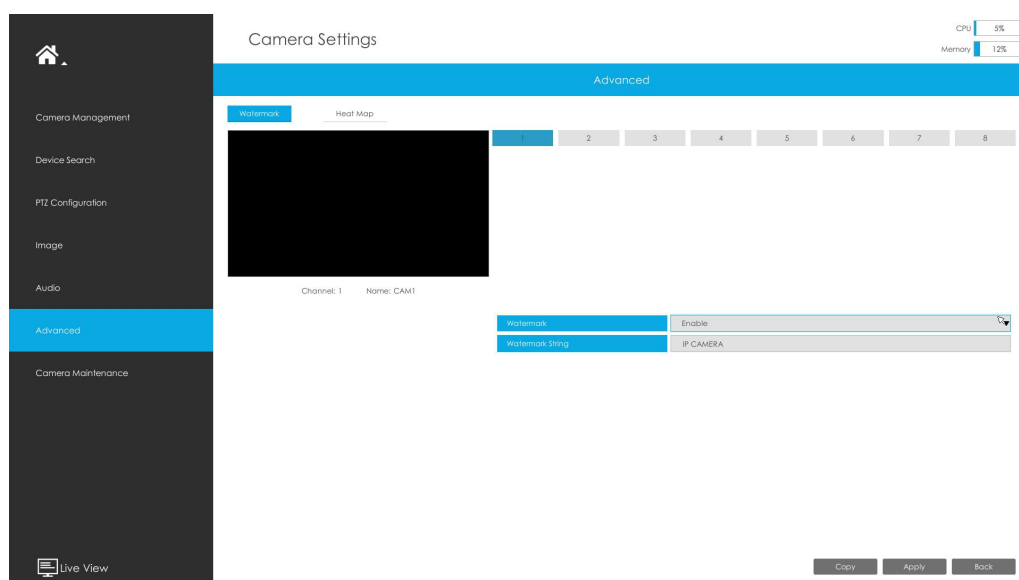 Camera Settings
CPU 5%
Memory 12%
Advanced
Watermark Heat Map
1 2 3 4 5 6 7 8
Camera Management
Device Search
PTZ Configuration
Image
Audio
Advanced
Camera Maintenance
Live View
Channel: 1 Name: CAM1
Watermark Enable
Watermark String IP CAMERA
Copy Apply Back